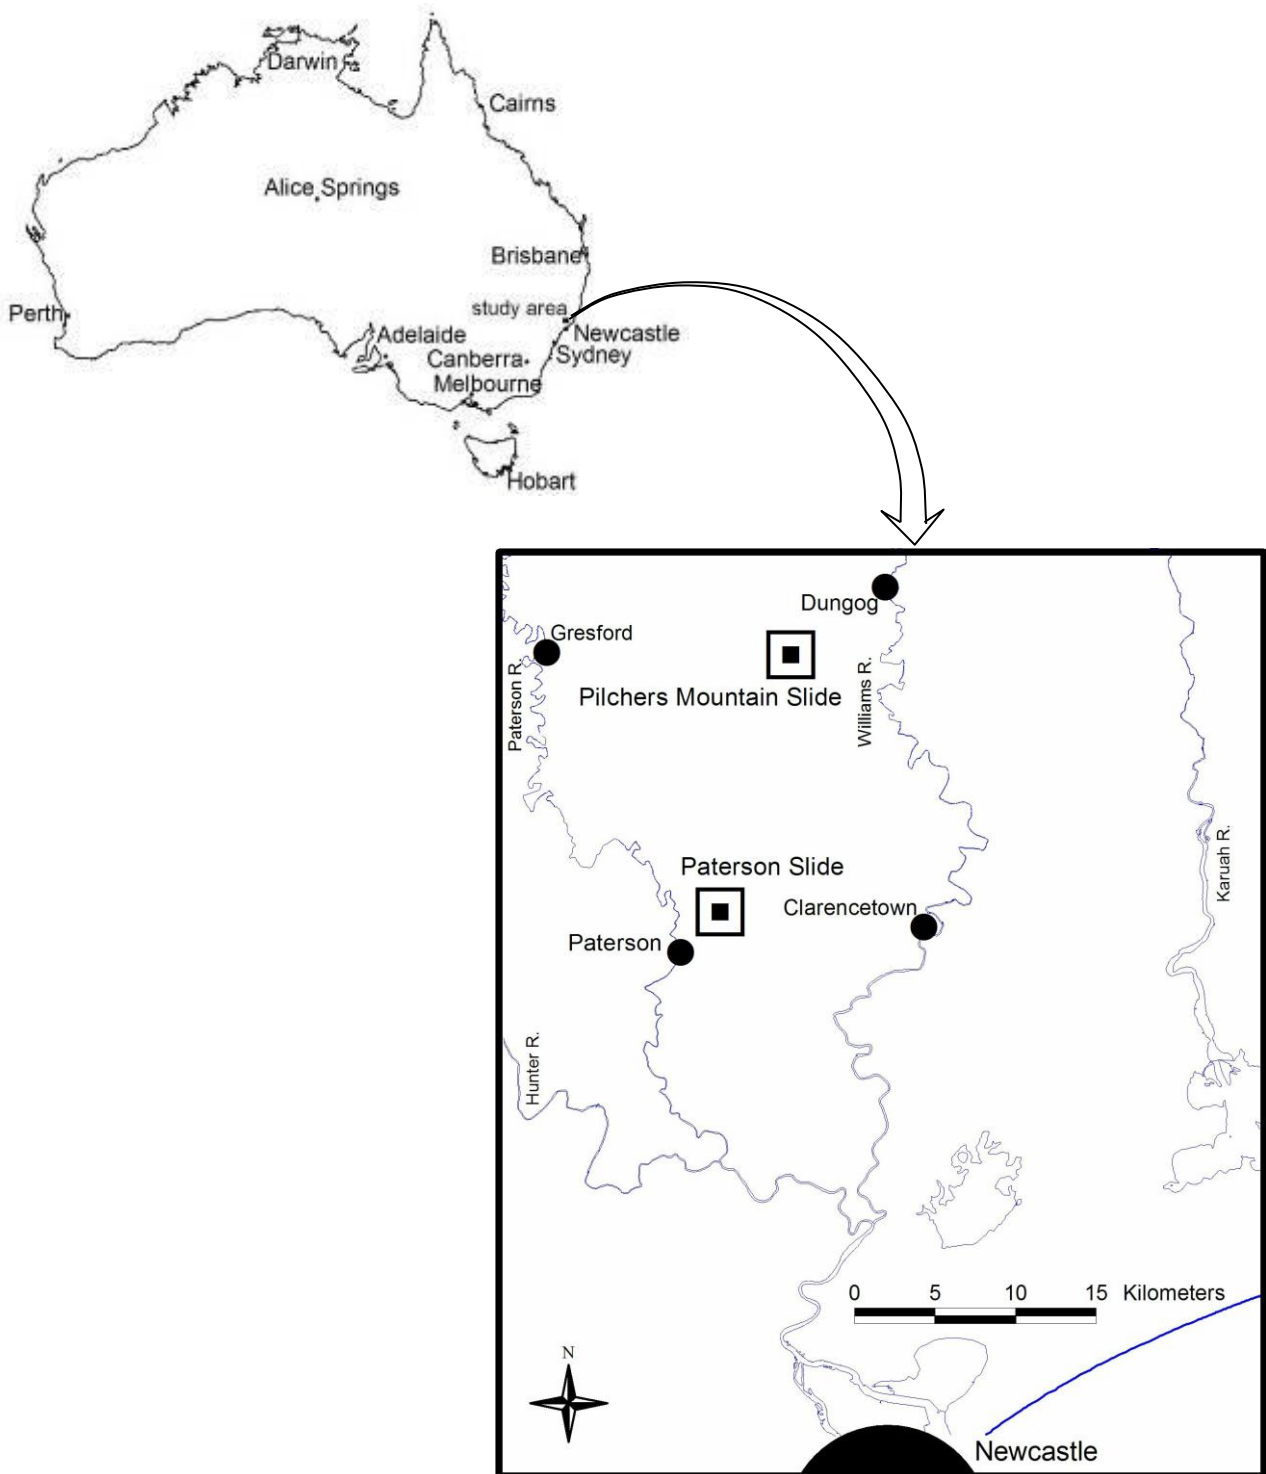 Darwin
Cairns
Alice Springs
Brisbane
study area
Perth
Newcastle
Adelaide
Sydney
Canberra
Melbourne
Hobart
Dungog
Gresford
Paterson R.
Pilchers Mountain Slide
Williams R.
Karuah R.
Paterson Slide
Clarencetown
Paterson
Hunter R.
0 5 10 15 Kilometers
N
Newcastle